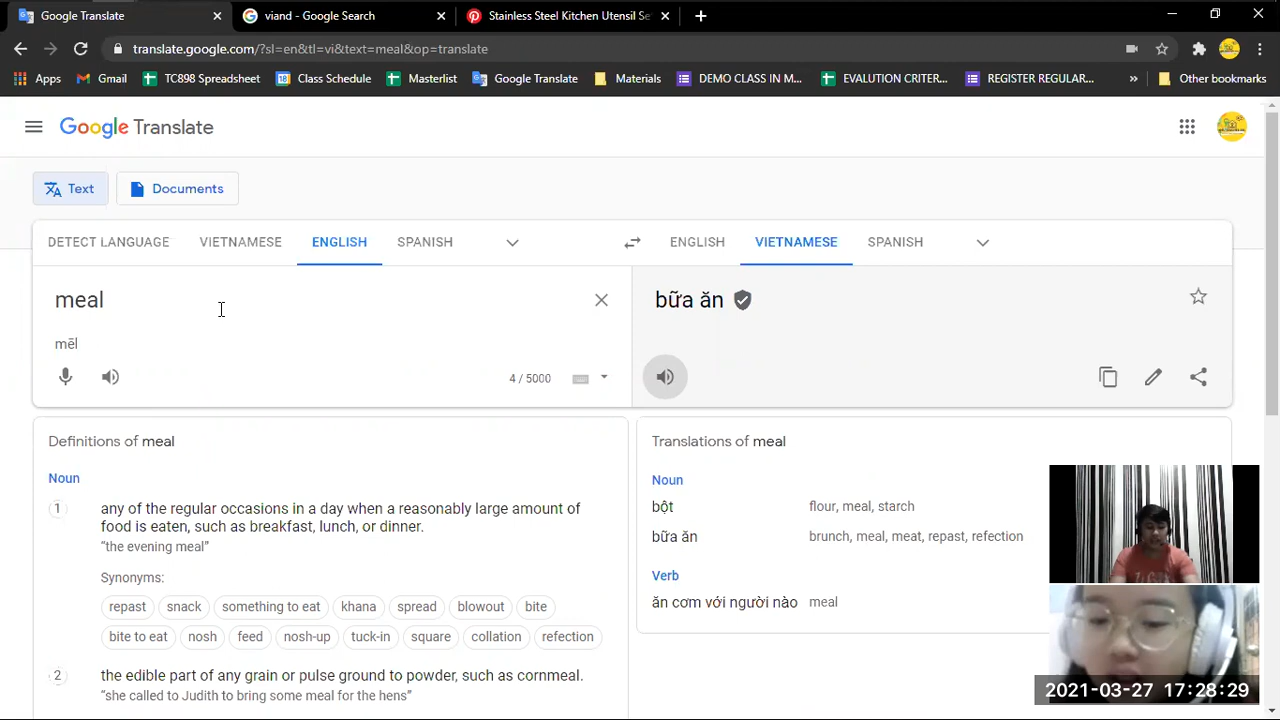 Google Translate
viand - Google Search
Stainless Steel Kitchen Utensil Se
translate.google.com/?sl=en&tl=vi&text=meal&op=translate
Apps Gmail TC898 Spreadsheet Class Schedule Masterlist Google Translate Materials DEMO CLASS IN M... EVALUTION CRITER... REGISTER REGULAR... » Other bookmarks
Google Translate
Text Documents
DETECT LANGUAGE VIETNAMESE ENGLISH SPANISH
ENGLISH VIETNAMESE SPANISH
meal
mēl
4 / 5000
bữa ăn
Definitions of meal
Noun
1 any of the regular occasions in a day when a reasonably large amount of
food is eaten, such as breakfast, lunch, or dinner.
“the evening meal”
Synonyms:
repast snack something to eat khana spread blowout bite
bite to eat nosh feed nosh-up tuck-in square collation refection
2 the edible part of any grain or pulse ground to powder, such as cornmeal.
“she called to Judith to bring some meal for the hens”
Translations of meal
Noun
bột flour, meal, starch
bữa ăn brunch, meal, meat, repast, refection
Verb
ăn cơm với người nào meal
2021-03-27 17:28:29